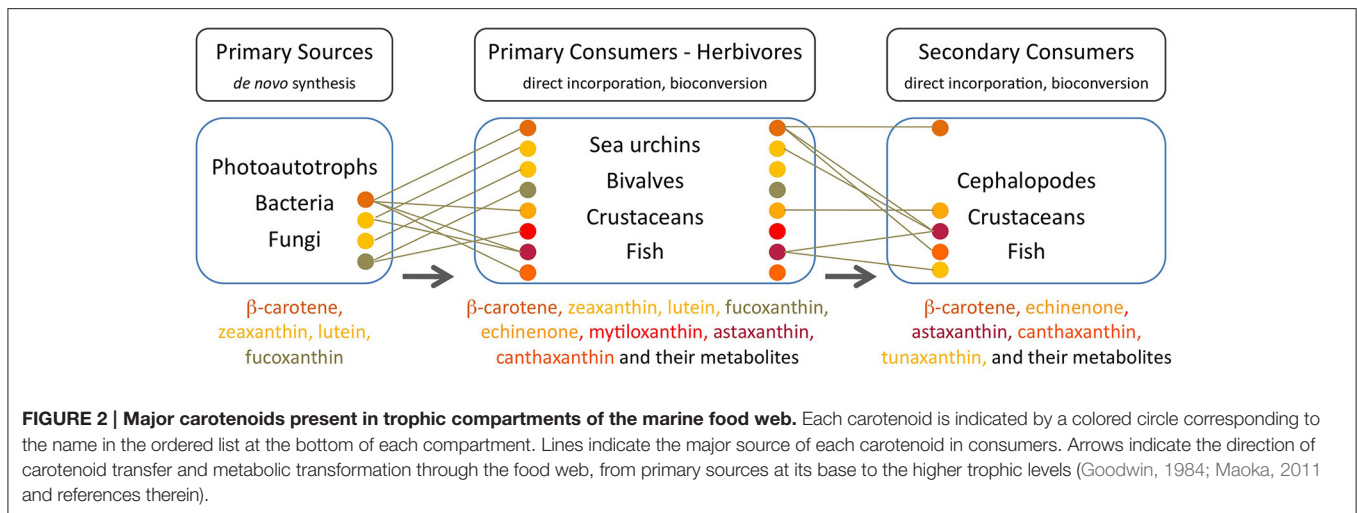 Primary Sources
de novo synthesis
Primary Consumers - Herbivores
direct incorporation, bioconversion
Secondary Consumers
direct incorporation, bioconversion
Photoautotrophs
Bacteria
Fungi
Sea urchins
Bivalves
Crustaceans
Fish
Cephalopodes
Crustaceans
Fish
β-carotene,
zeaxanthin, lutein,
fucoxanthin
β-carotene, zeaxanthin, lutein, fucoxanthin,
echinenone, mytiloxanthin, astaxanthin,
canthaxanthin and their metabolites
β-carotene, echinenone,
astaxanthin, canthaxanthin,
tunaxanthin, and their metabolites
FIGURE 2 | Major carotenoids present in trophic compartments of the marine food web. Each carotenoid is indicated by a colored circle corresponding to
the name in the ordered list at the bottom of each compartment. Lines indicate the major source of each carotenoid in consumers. Arrows indicate the direction of
carotenoid transfer and metabolic transformation through the food web, from primary sources at its base to the higher trophic levels (Goodwin, 1984; Maoka, 2011
and references therein).